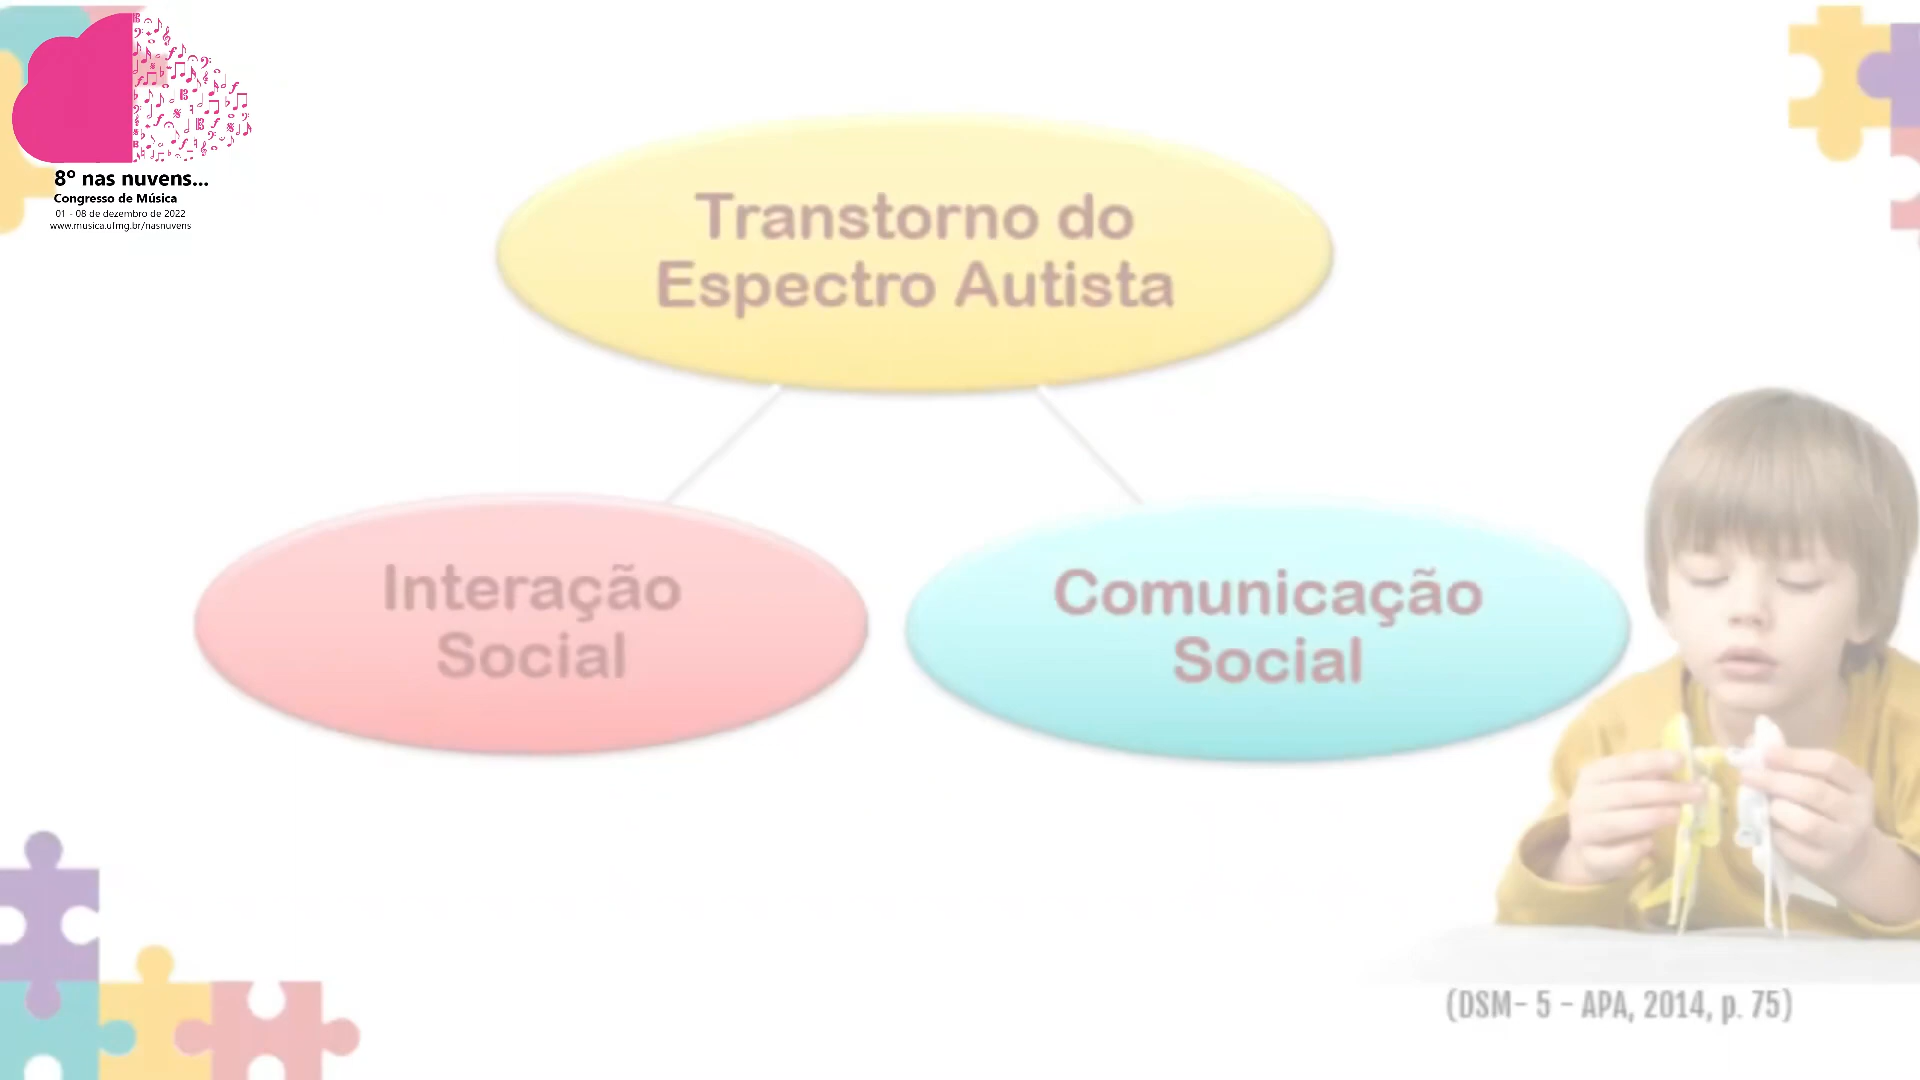 8º nas nuvens...
Congresso de Música
01 - 08 de dezembro de 2022
www.musica.ufmg.br/nasnuvens
Transtorno do
Espectro Autista
Interação
Social
Comunicação
Social
(DSM- 5 - APA, 2014, p. 75)